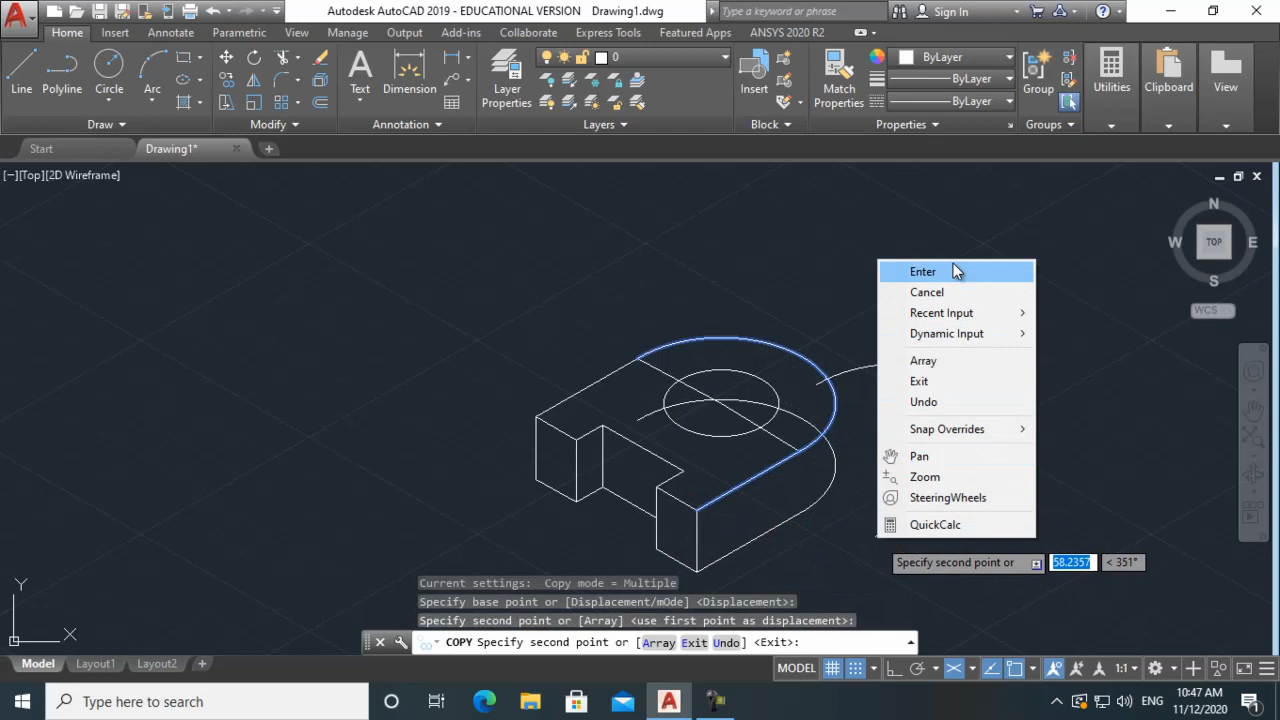 Autodesk AutoCAD 2019 - EDUCATIONAL VERSION Drawing1.dwg
Type a keyword or phrase
Sign In
Home Insert Annotate Parametric View Manage Output Add-ins Collaborate Express Tools Featured Apps ANSYS 2020 R2
Line Polyline Circle Arc
Text Dimension
Layer Properties
0
Insert
Match Properties
ByLayer
ByLayer
ByLayer
Group Utilities Clipboard View
Draw Modify Annotation Layers Block Properties Groups
Start Drawing1*
[−][Top][2D Wireframe]
N
W TOP E
S
WCS
Enter
Cancel
Recent Input
Dynamic Input
Array
Exit
Undo
Snap Overrides
Pan
Zoom
SteeringWheels
QuickCalc
Specify second point or 58.2357 < 351°
Current settings: Copy mode = Multiple
Specify base point or [Displacement/mOde] <Displacement>:
Specify second point or [Array] <use first point as displacement>:
COPY Specify second point or [Array Exit Undo] <Exit>:
Y
X
Model Layout1 Layout2
MODEL 1:1
Type here to search
ENG
10:47 AM
11/12/2020
1